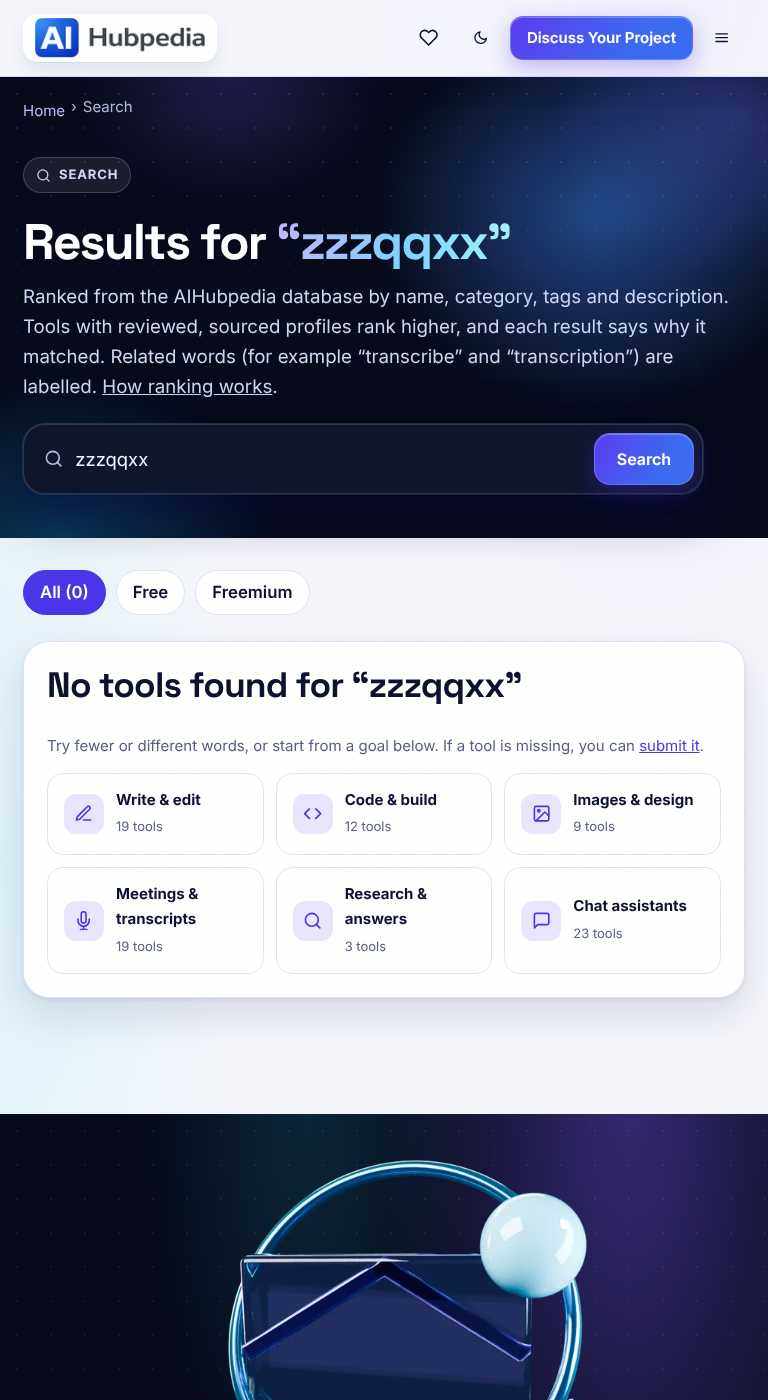 AI Hubpedia
Discuss Your Project
Home › Search
SEARCH
Results for “zzzqqxx”
Ranked from the AIHubpedia database by name, category, tags and description.
Tools with reviewed, sourced profiles rank higher, and each result says why it
matched. Related words (for example “transcribe” and “transcription”) are
labelled. How ranking works.
zzzqqxx
Search
All (0)
Free
Freemium
No tools found for “zzzqqxx”
Try fewer or different words, or start from a goal below. If a tool is missing, you can submit it.
Write & edit
19 tools
Code & build
12 tools
Images & design
9 tools
Meetings &
transcripts
19 tools
Research &
answers
3 tools
Chat assistants
23 tools